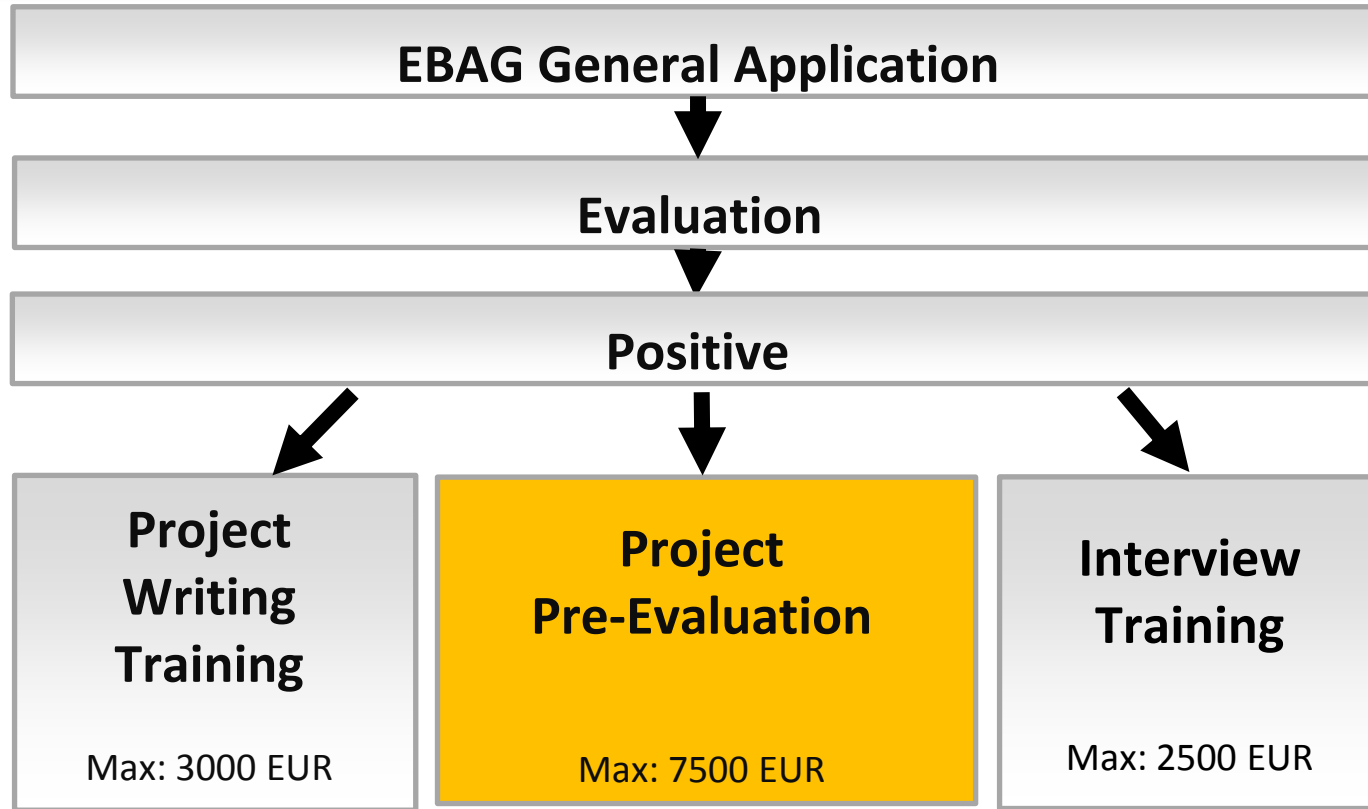 EBAG General Application
Evaluation
Positive
Project
Writing
Training
Max: 3000 EUR
Project
Pre-Evaluation
Max: 7500 EUR
Interview
Training
Max: 2500 EUR